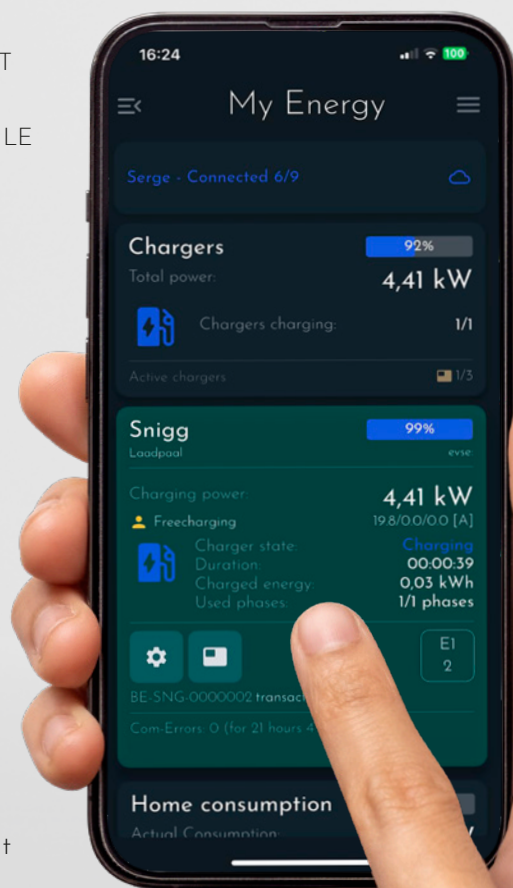 T
LE
t
16:24
100
My Energy
Serge - Connected 6/9
Chargers
92%
Total power:
4,41 kW
Chargers charging:
1/1
Active chargers
1/3
Snigg
99%
Laadpaal
evse:
Charging power:
4,41 kW
Freecharging
19.8/0.0/0.0 [A]
Charger state:
Charging
Duration:
00:00:39
Charged energy:
0,03 kWh
Used phases:
1/1 phases
E1
2
BE-SNG-0000002 transac
Com-Errors: 0 (for 21 hours 4
Home consumption
Actual Consumption: